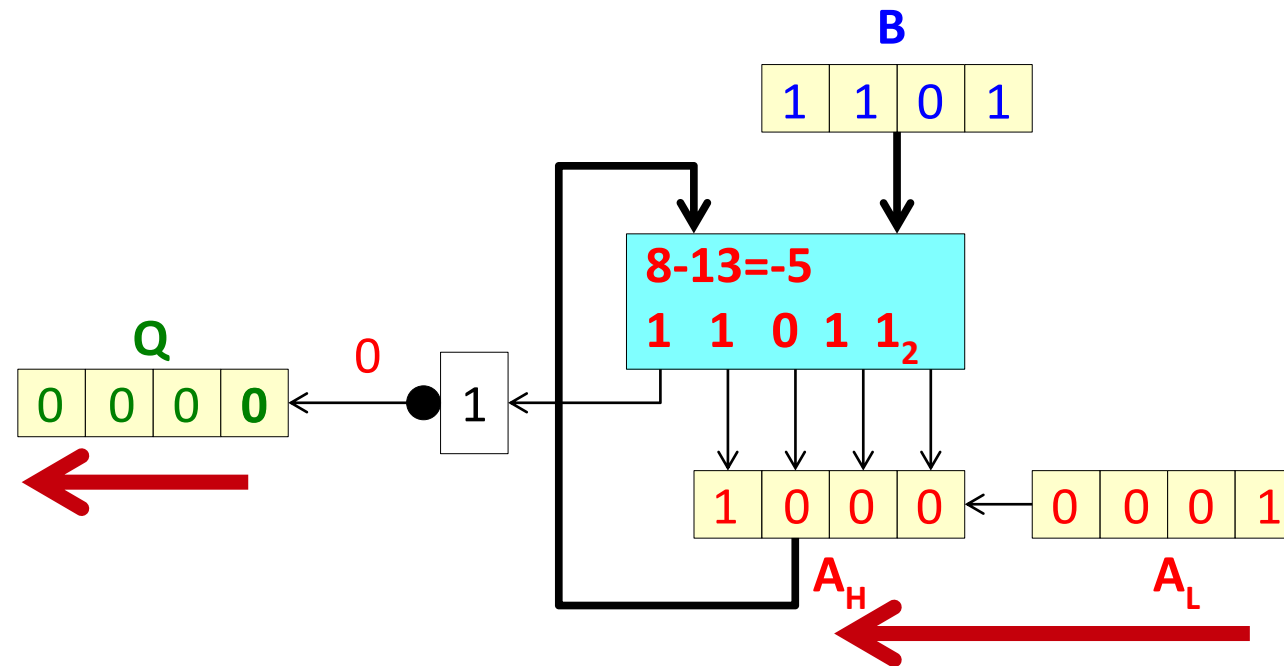 B
1 1 0 1
8-13=-5
1 1 0 1 1₂
Q
0
0 0 0 0
1
1 0 0 0
0 0 0 1
A_H
A_L